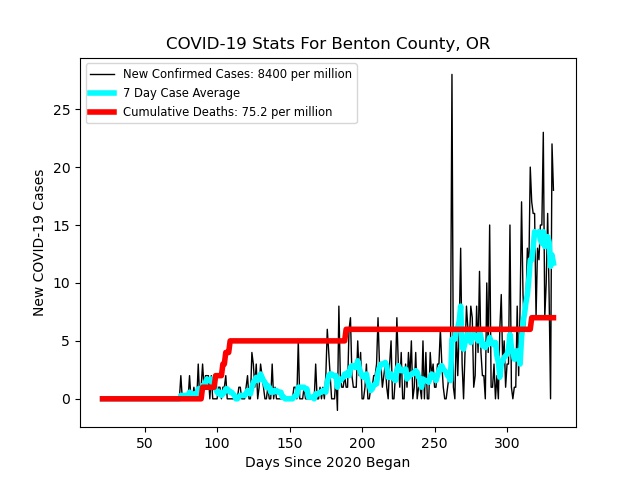 COVID-19 Stats For Benton County, OR
New Confirmed Cases: 8400 per million
7 Day Case Average
Cumulative Deaths: 75.2 per million
New COVID-19 Cases
25
20
15
10
5
0
50 100 150 200 250 300
Days Since 2020 Began